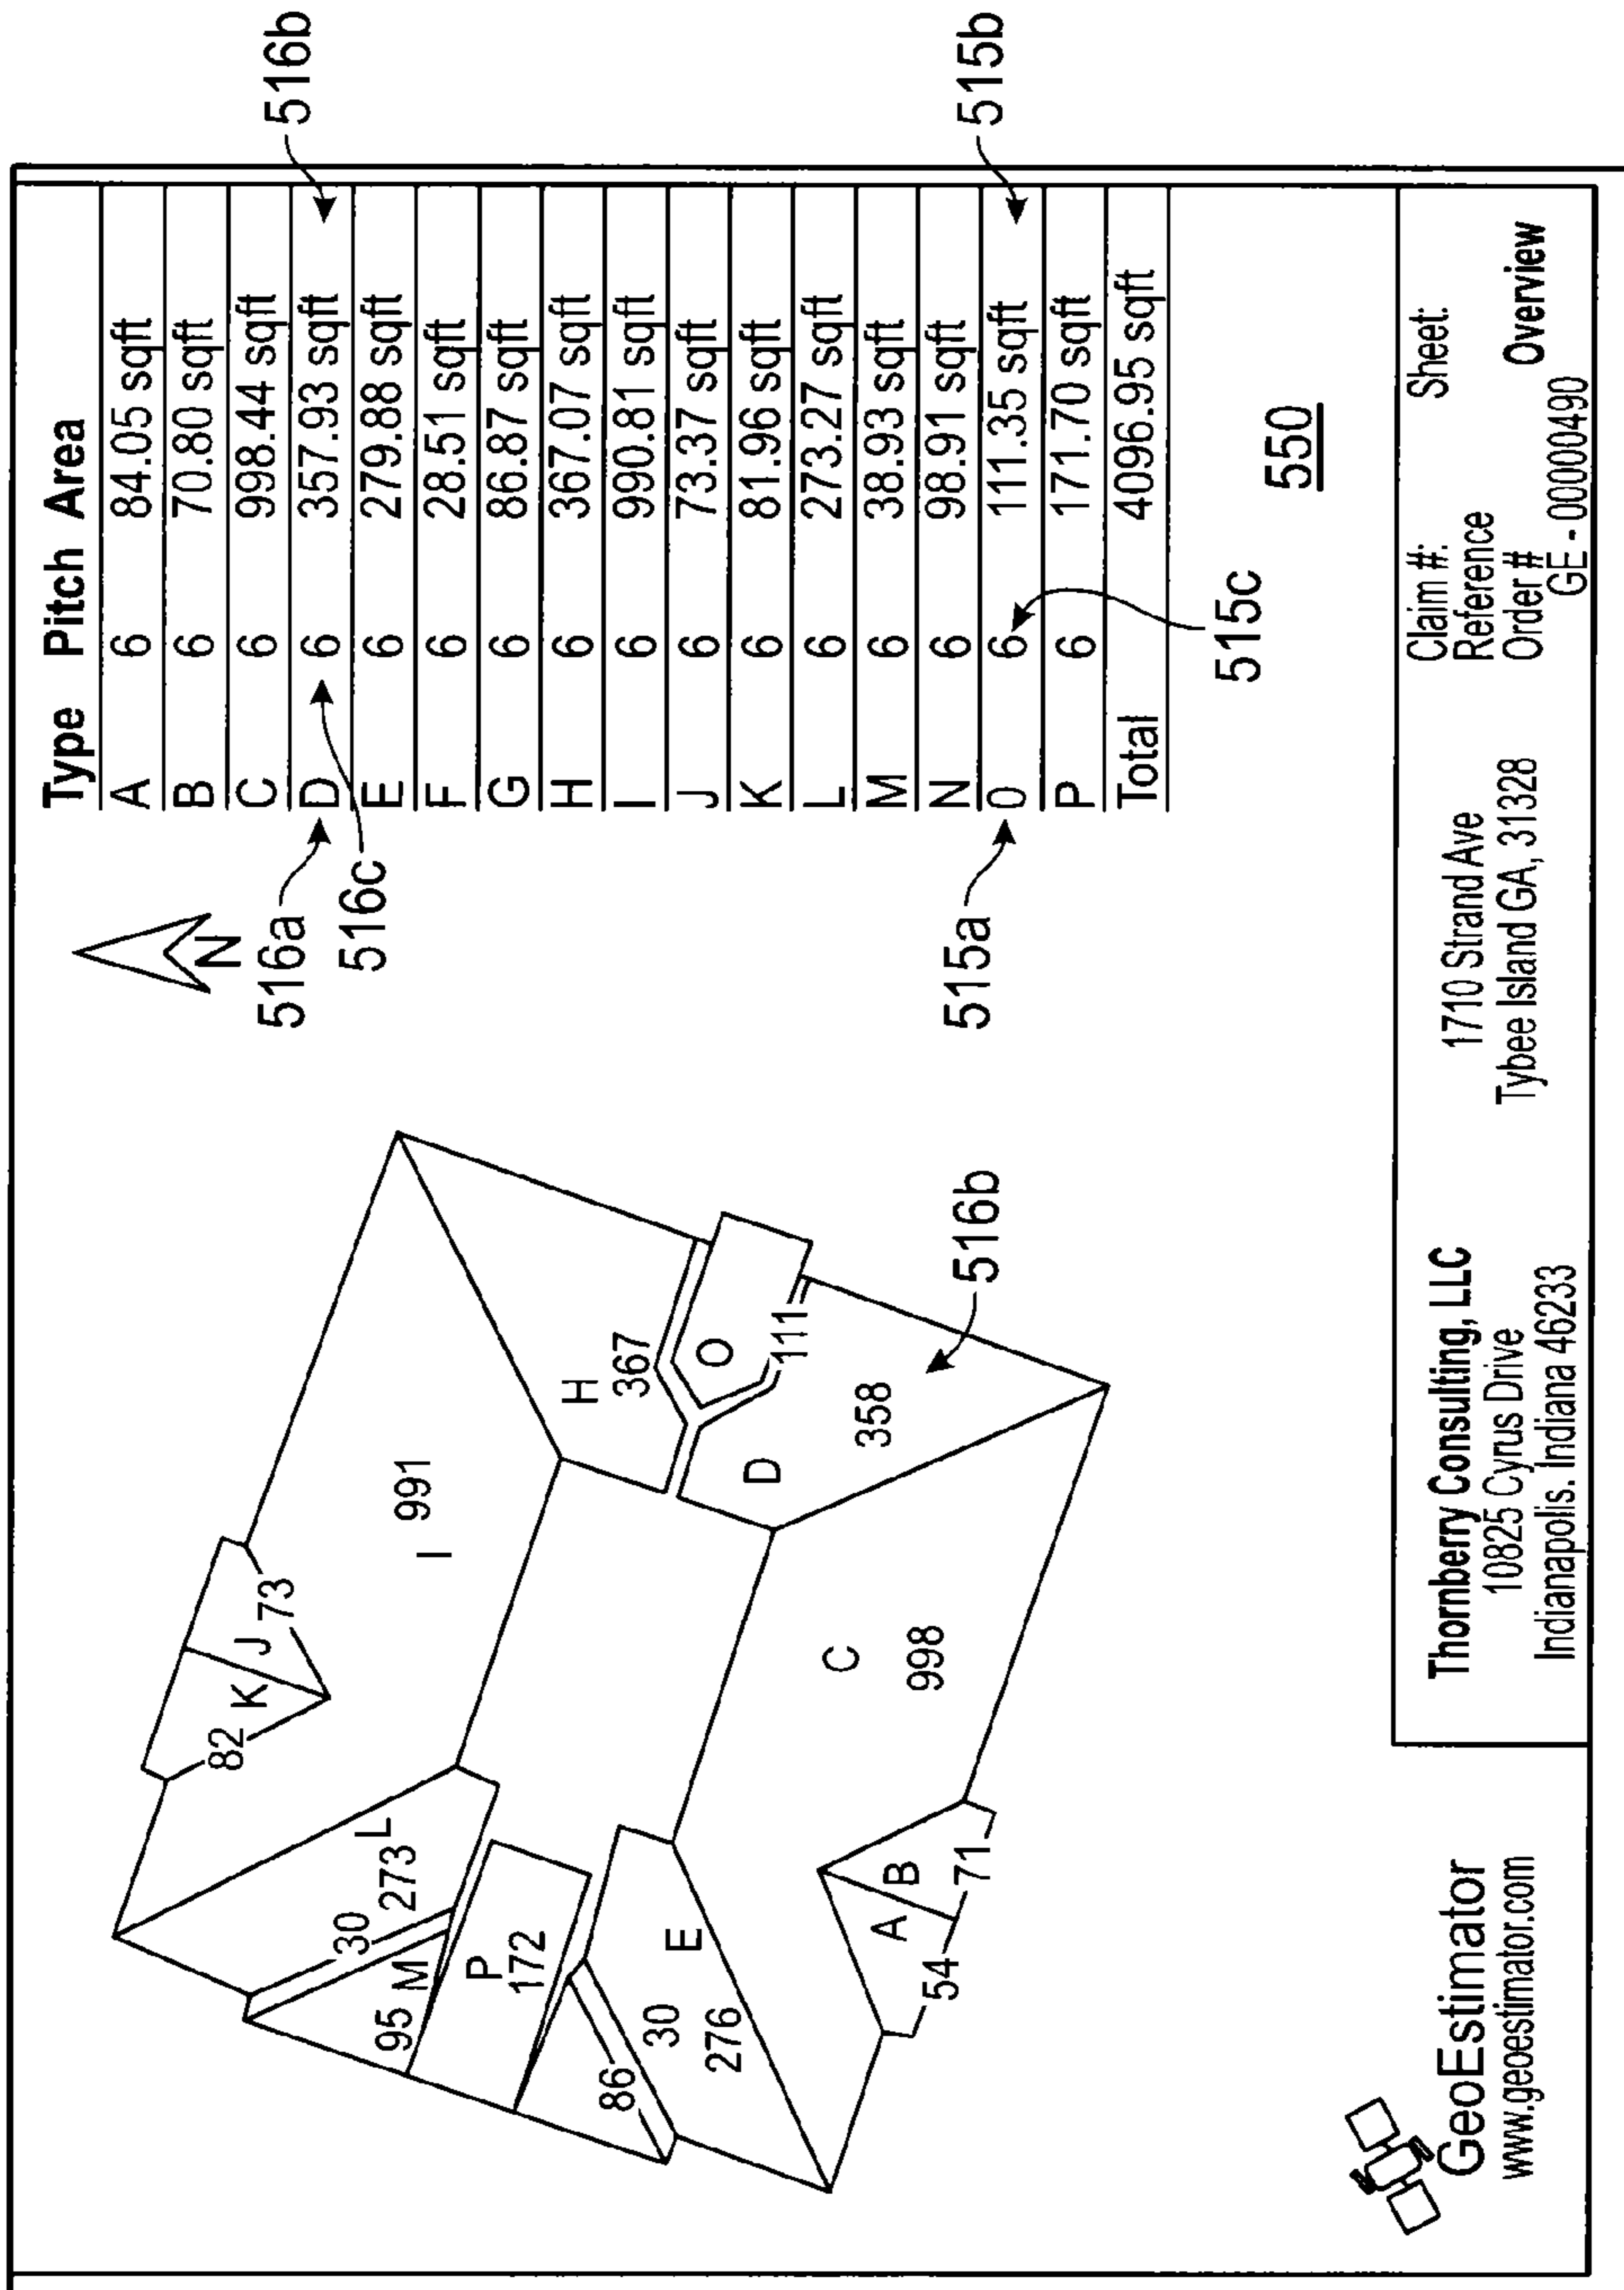 Type Pitch Area
A 6 84.05 sqft
B 6 70.80 sqft
C 6 998.44 sqft
D 6 357.93 sqft
E 6 279.88 sqft
F 6 28.51 sqft
G 6 86.87 sqft
H 6 367.07 sqft
I 6 990.81 sqft
J 6 73.37 sqft
K 6 81.96 sqft
L 6 273.27 sqft
M 6 38.93 sqft
N 6 98.91 sqft
0 6 111.35 sqft
P 6 171.70 sqft
Total 4096.95 sqft
516a
516b
516c
515a
515b
515c
550
N
82
K
J
73
I
991
L
273
30
95
M
P
172
H
367
O
111
D
358
516b
86
30
276
E
C
998
A
B
54
71
GeoEstimator
www.geoestimator.com
Thornberry Consulting, LLC
10825 Cyrus Drive
Indianapolis. Indiana 46233
1710 Strand Ave
Tybee Island GA, 31328
Claim #:
Reference
Order #
GE - 00000490
Sheet:
Overview